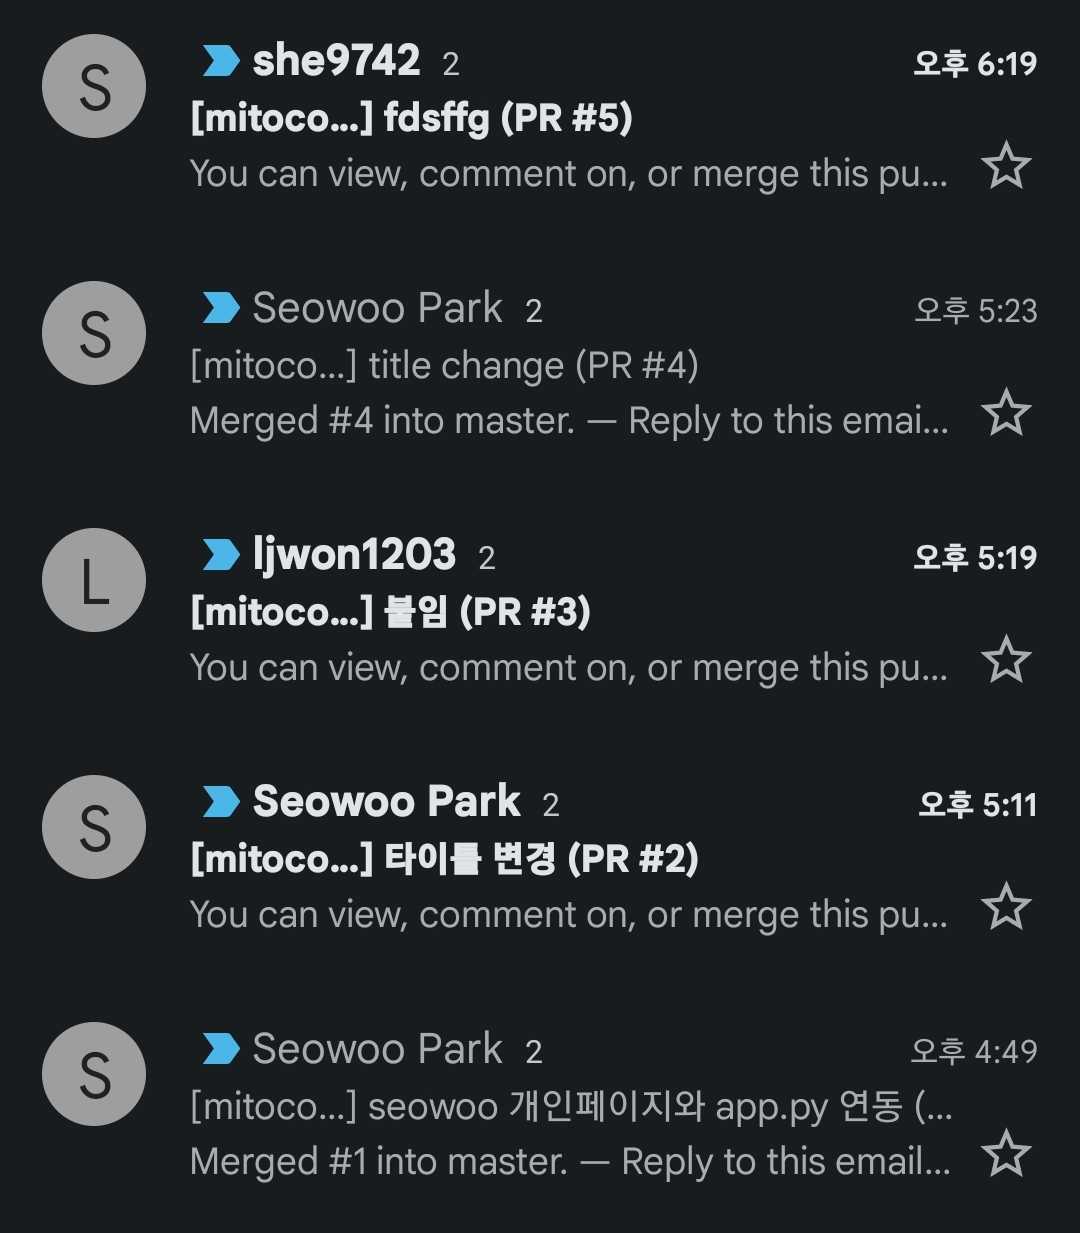 S
she9742 2
오후 6:19
[mitoco...] fdsffg (PR #5)
You can view, comment on, or merge this pu...
S
Seowoo Park 2
오후 5:23
[mitoco...] title change (PR #4)
Merged #4 into master. — Reply to this emai...
L
ljwon1203 2
오후 5:19
[mitoco...] 붙임 (PR #3)
You can view, comment on, or merge this pu...
S
Seowoo Park 2
오후 5:11
[mitoco...] 타이틀 변경 (PR #2)
You can view, comment on, or merge this pu...
S
Seowoo Park 2
오후 4:49
[mitoco...] seowoo 개인페이지와 app.py 연동 (...
Merged #1 into master. — Reply to this email...